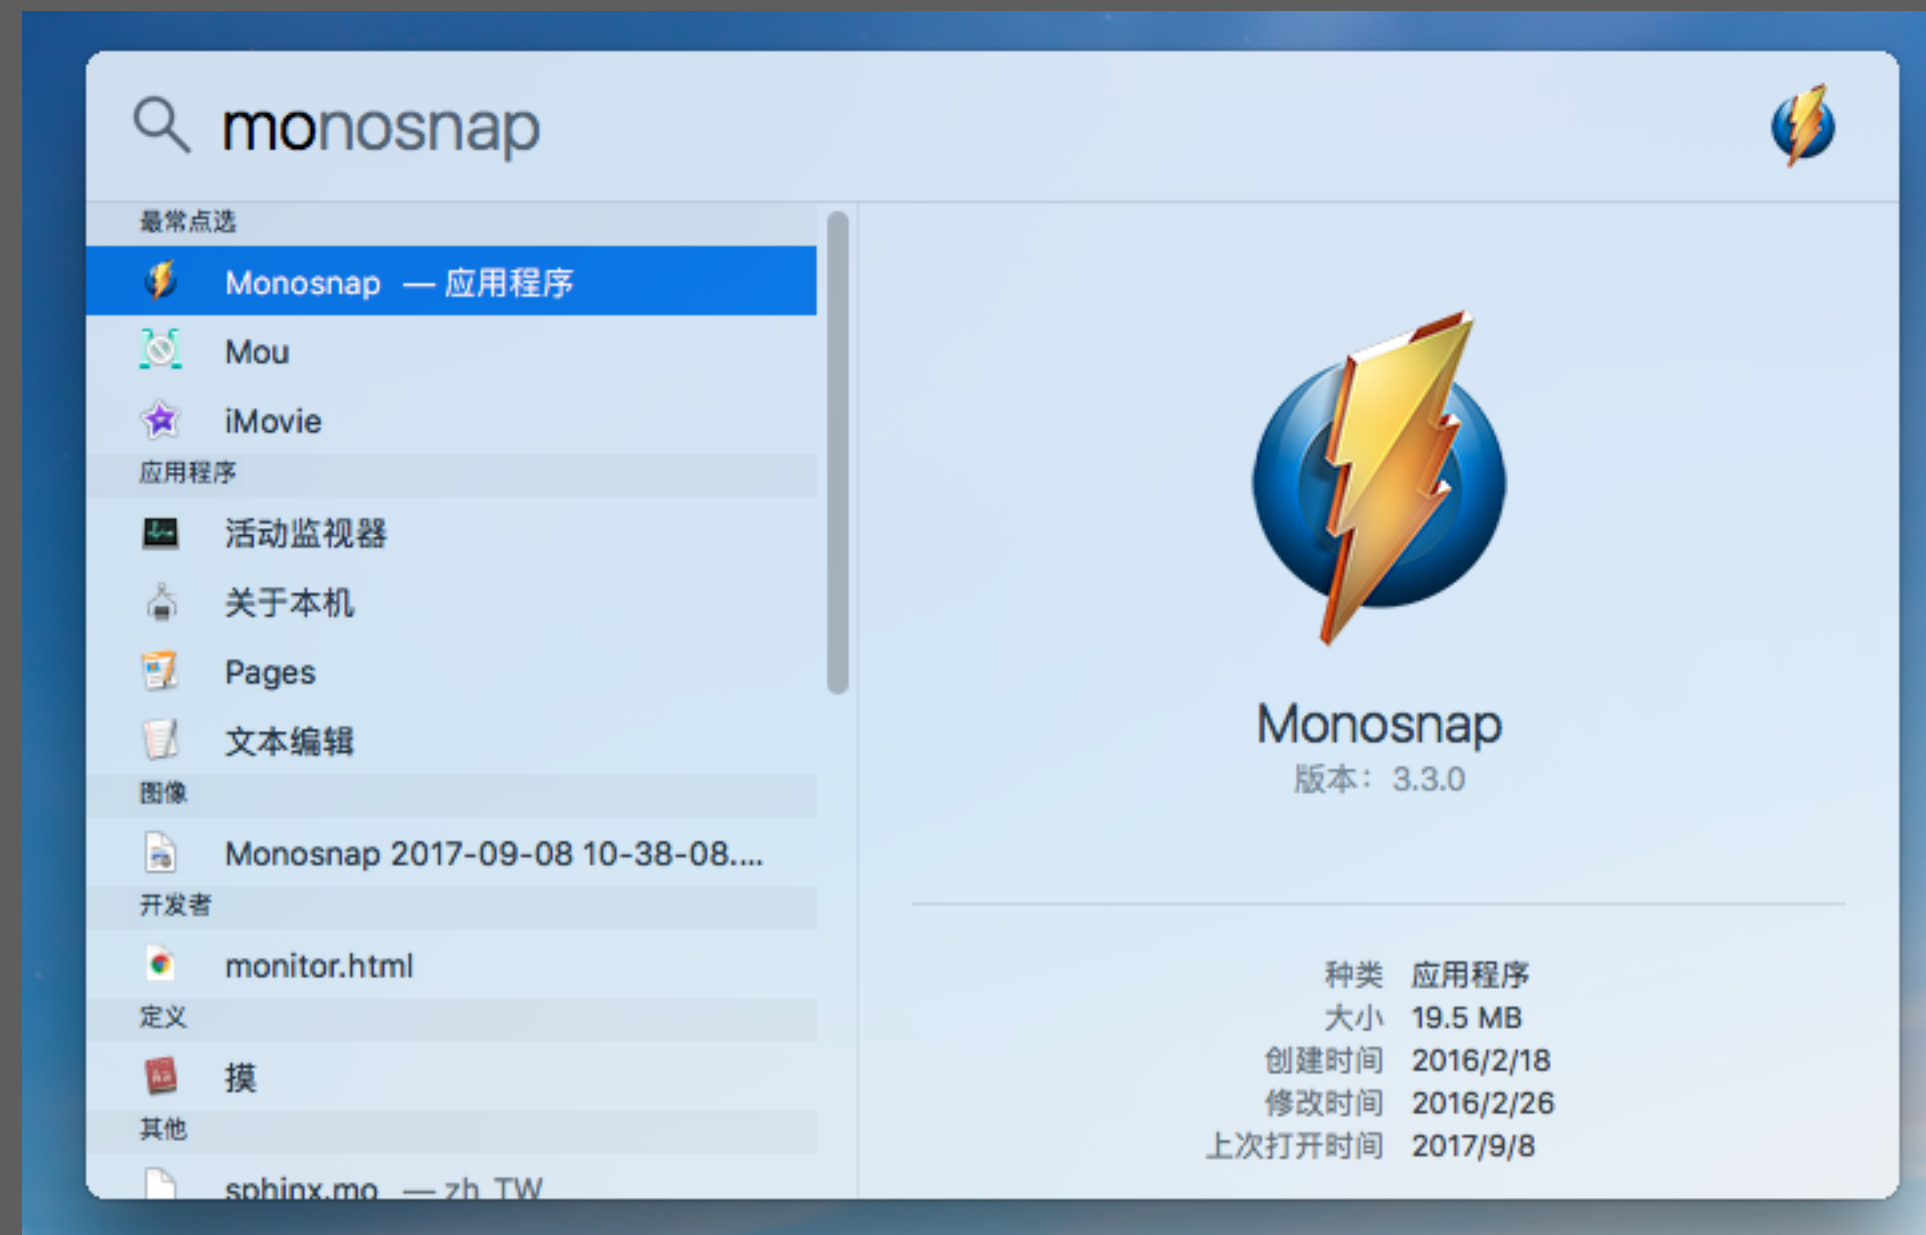 monosnap
最常点选
Monosnap — 应用程序
Mou
iMovie
应用程序
活动监视器
关于本机
Pages
文本编辑
图像
Monosnap 2017-09-08 10-38-08....
开发者
monitor.html
定义
摸
其他
sphinx.mo — zh_TW
Monosnap
版本： 3.3.0
种类 应用程序
大小 19.5 MB
创建时间 2016/2/18
修改时间 2016/2/26
上次打开时间 2017/9/8